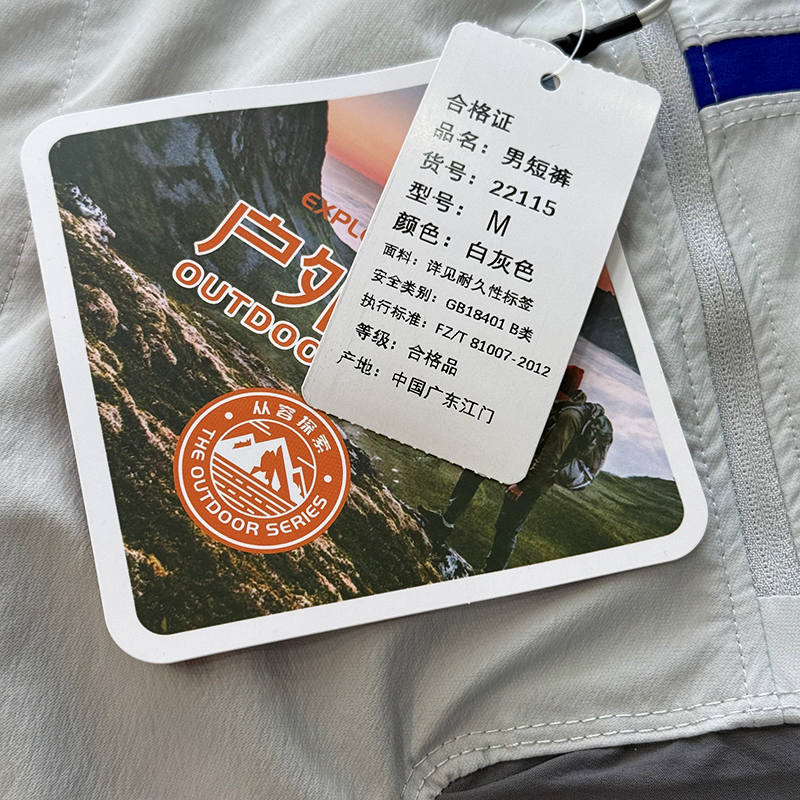 合格证
品名：男短裤
货号：22115
型号：M
颜色：白灰色
面料：详见耐久性标签
安全类别：GB18401 B类
执行标准：FZ/T 81007-2012
等级：合格品
产地：中国广东江门
户外
OUTDOO
从容探索
THE OUTDOOR SERIES